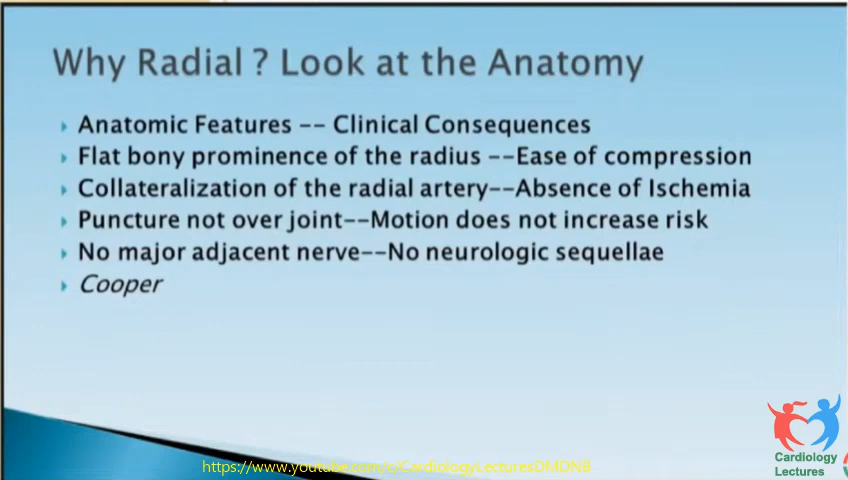 Why Radial ? Look at the Anatomy
Anatomic Features -- Clinical Consequences
Flat bony prominence of the radius --Ease of compression
Collateralization of the radial artery--Absence of Ischemia
Puncture not over joint--Motion does not increase risk
No major adjacent nerve--No neurologic sequellae
Cooper
Cardiology
Lectures
https://www.youtube.com/c/CardiologyLecturesDMDNB